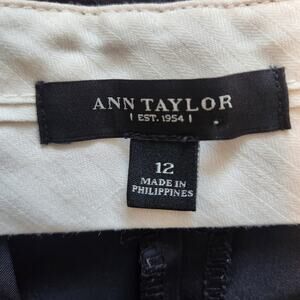 ANN TAYLOR
| EST. 1954 |
12
MADE IN
PHILIPPINES